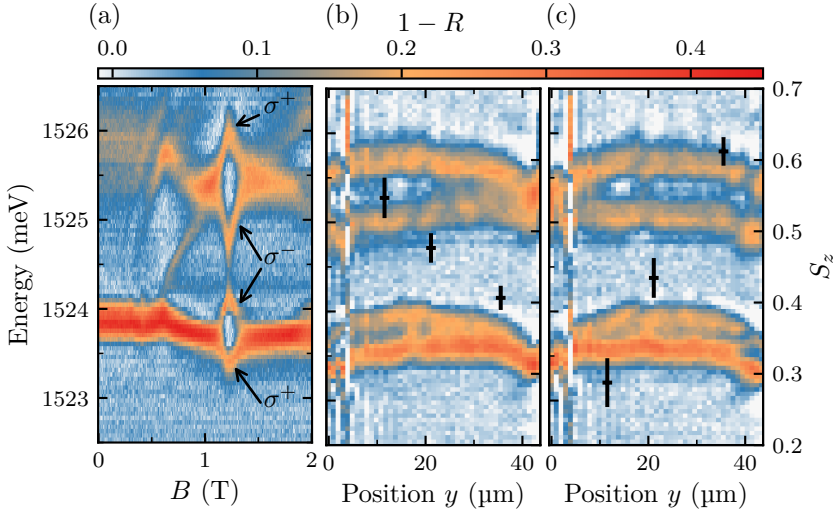 (a)
1 − R
(b)
(c)
0.0 0.1 0.2 0.3 0.4
1526
1525
1524
1523
Energy (meV)
σ⁺
σ⁻
σ⁺
0 1 2
B (T)
0 20 40
Position y (µm)
0 20 40
Position y (µm)
0.7
0.6
0.5
0.4
0.3
0.2
S_z